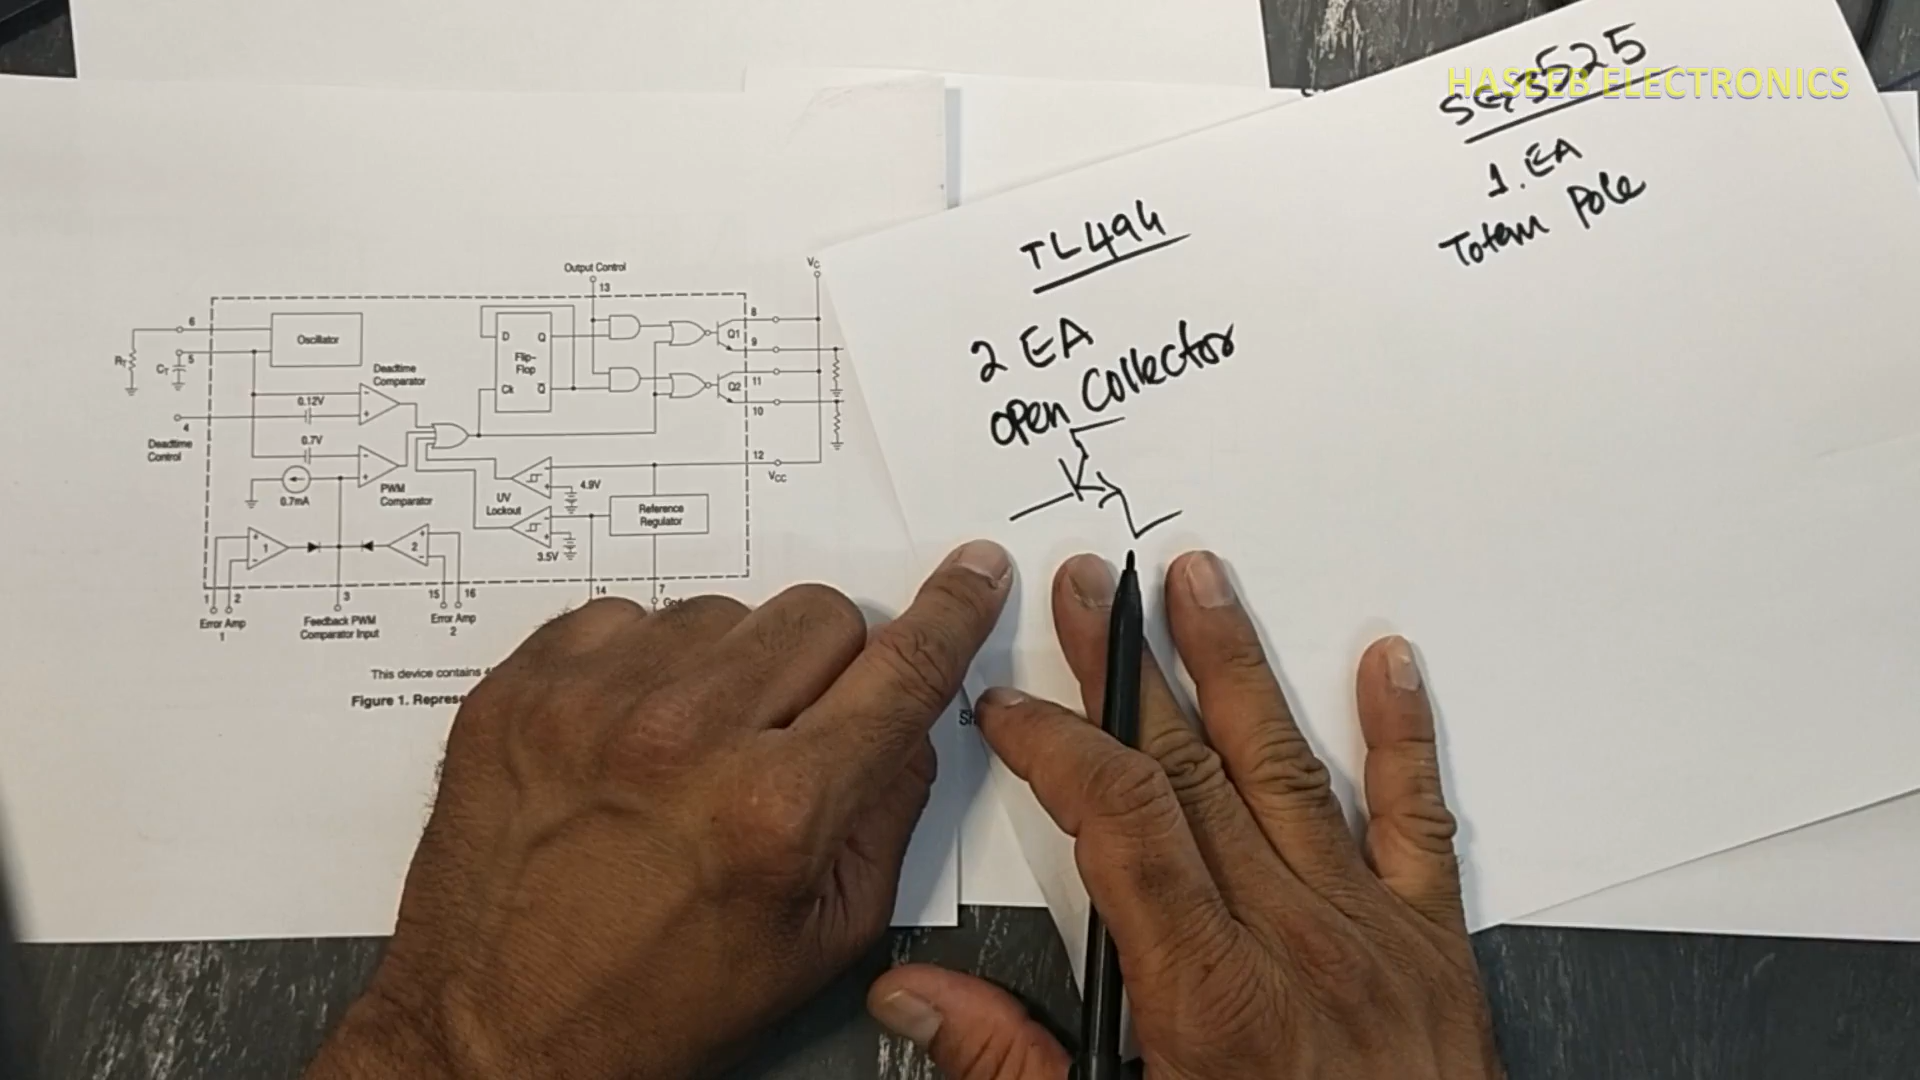 HASEEB ELECTRONICS
SG3525
1. EA
Totem Pole
TL494
2 EA
open Collector
Output Control
13
VC
6
8
Oscillator
D
Q
Q1
RT
5
9
CT
Flip-
Flop
Deadtime
Comparator
11
Ck
Q
Q2
0.12V
10
4
Deadtime
Control
0.7V
12
VCC
PWM
Comparator
4.9V
0.7mA
UV
Lockout
Reference
Regulator
1
2
3.5V
1
2
3
15
16
14
7
Error Amp
1
Feedback PWM
Comparator Input
Error Amp
2
This device contains
Figure 1.